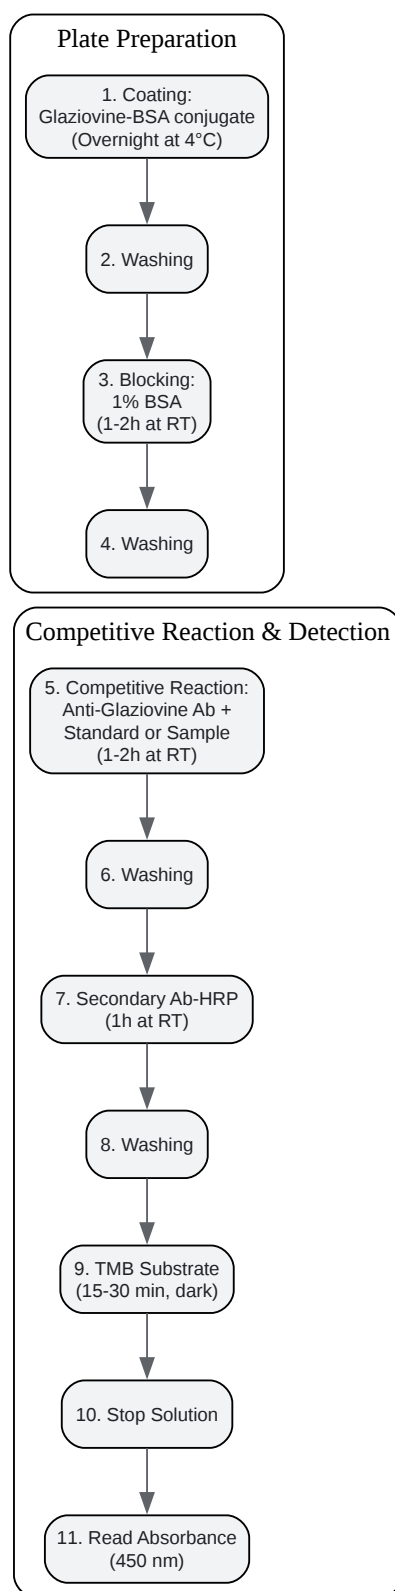 Plate Preparation
1. Coating:
Glaziovine-BSA conjugate
(Overnight at 4°C)
2. Washing
3. Blocking:
1% BSA
(1-2h at RT)
4. Washing
Competitive Reaction & Detection
5. Competitive Reaction:
Anti-Glaziovine Ab +
Standard or Sample
(1-2h at RT)
6. Washing
7. Secondary Ab-HRP
(1h at RT)
8. Washing
9. TMB Substrate
(15-30 min, dark)
10. Stop Solution
11. Read Absorbance
(450 nm)